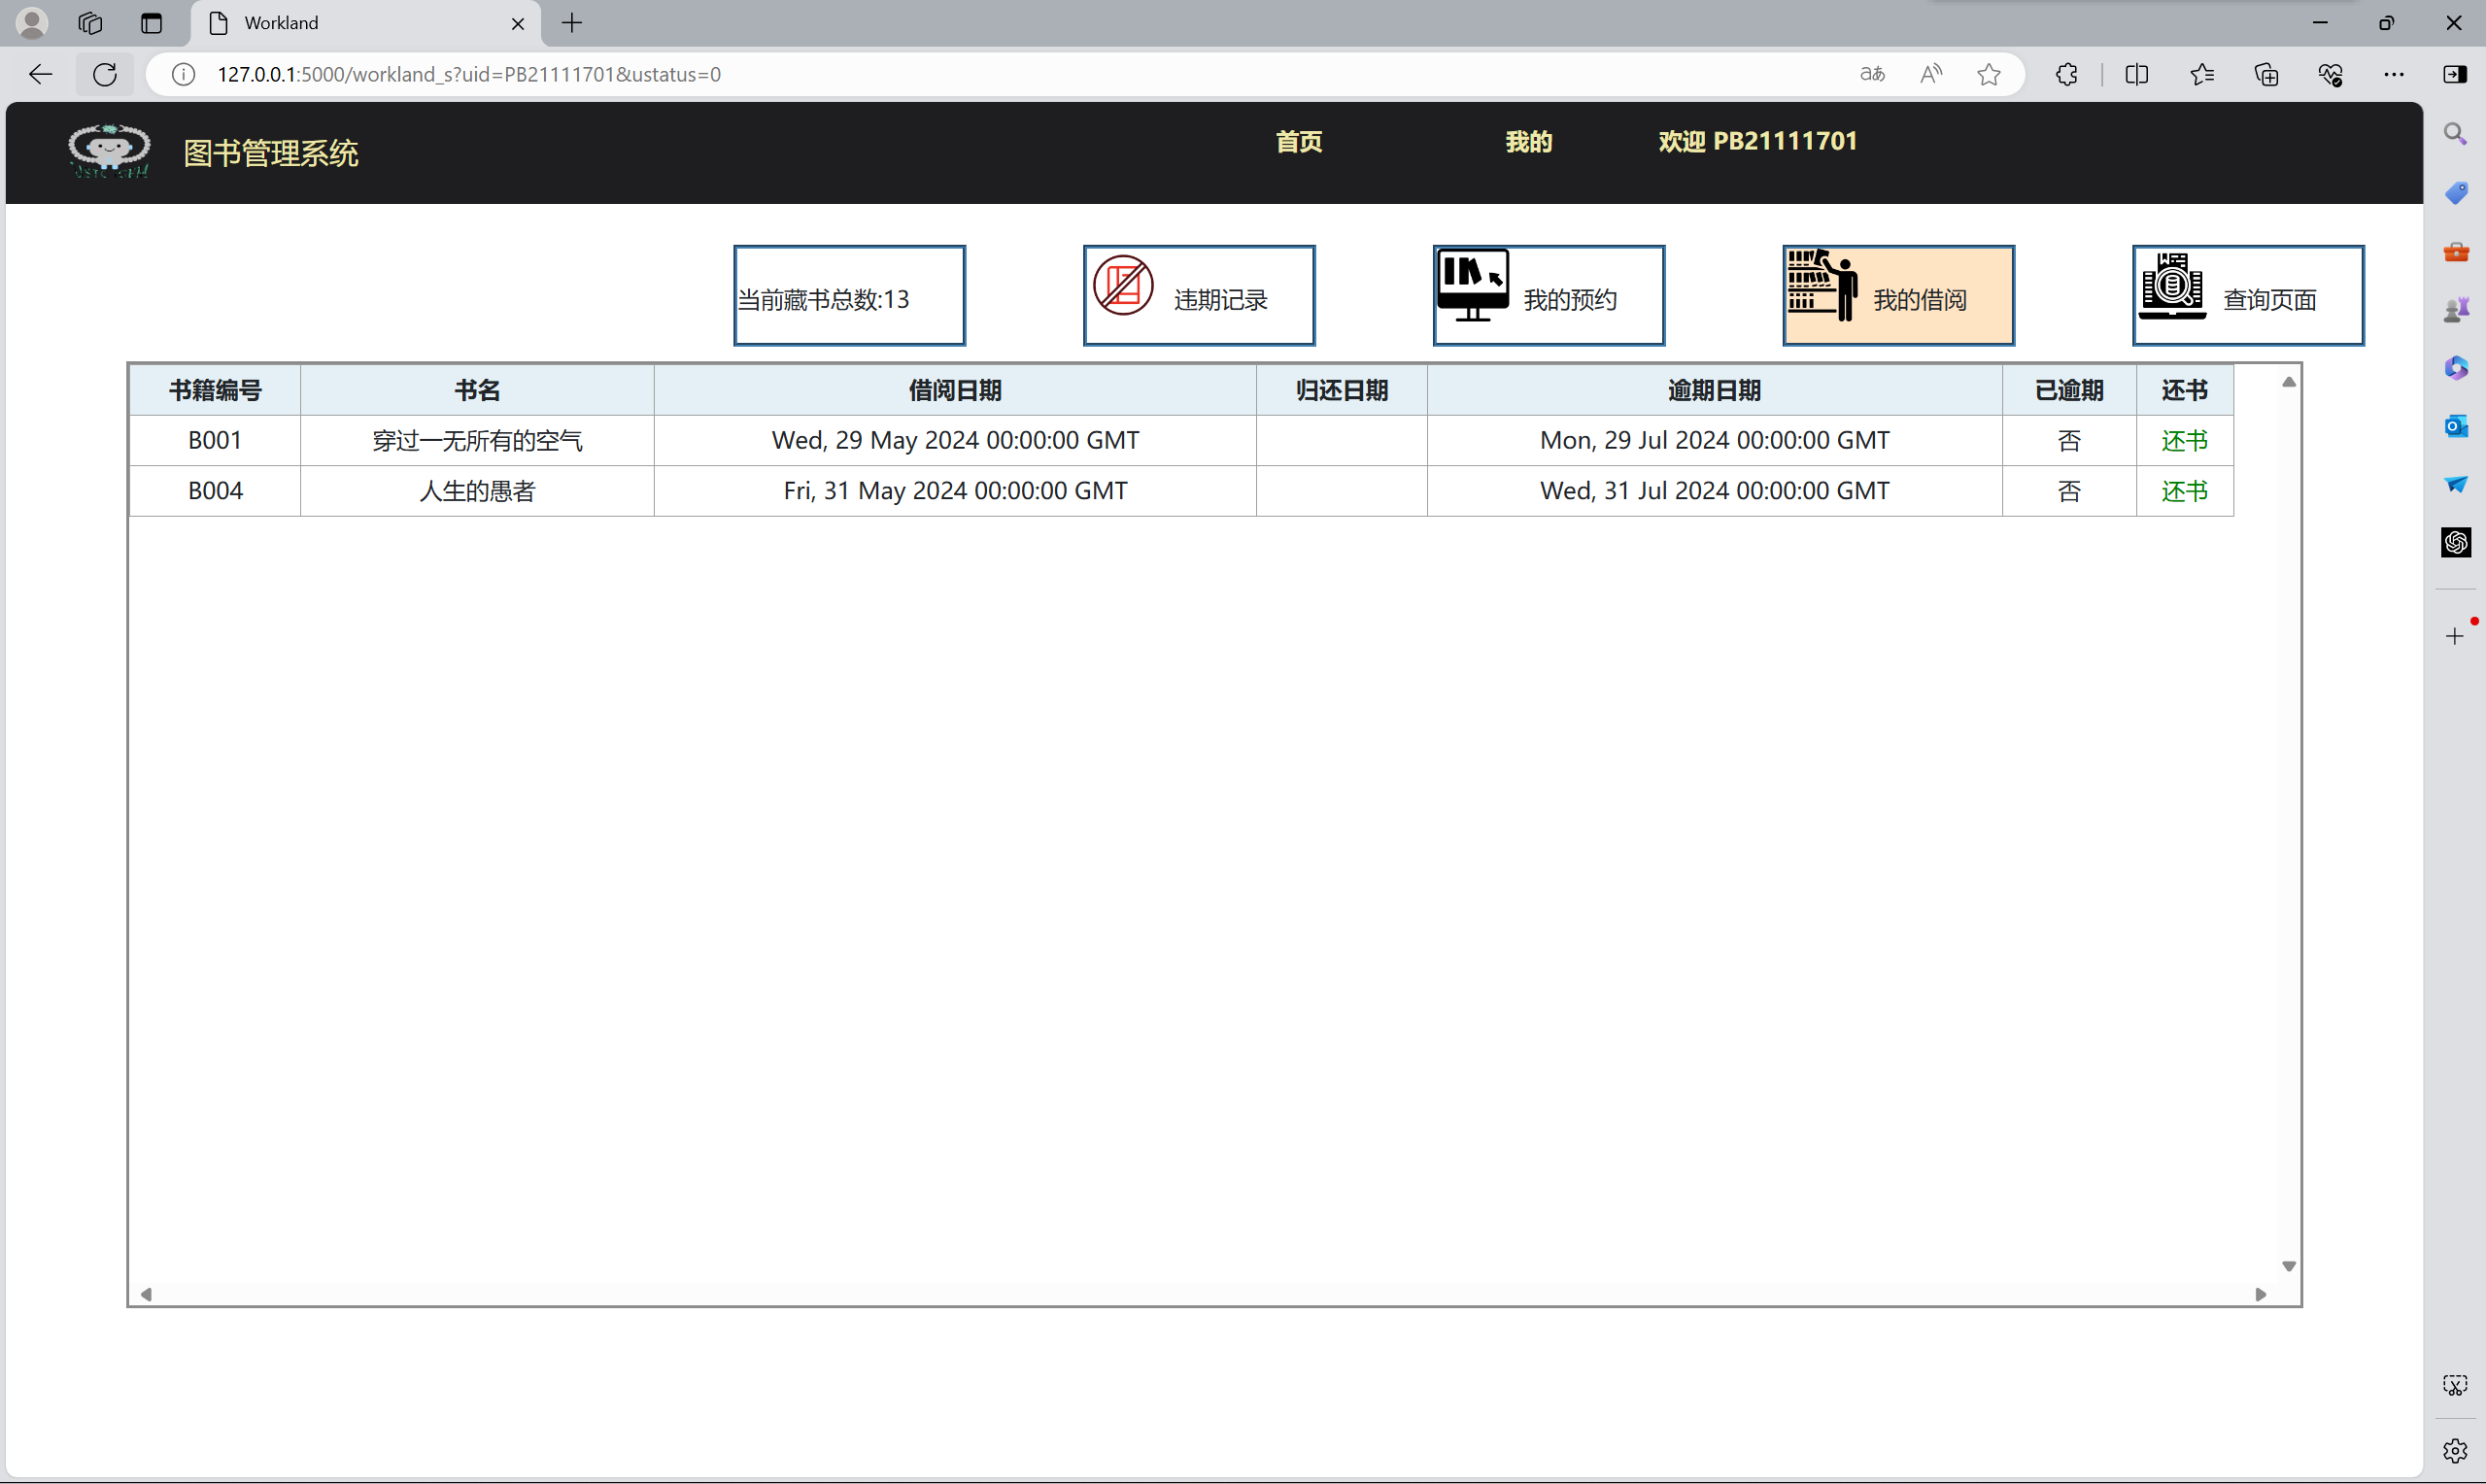 Workland
127.0.0.1:5000/workland_s?uid=PB21111701&ustatus=0
图书管理系统
首页
我的
欢迎 PB21111701
当前藏书总数:13
违期记录
我的预约
我的借阅
查询页面
书籍编号 书名 借阅日期 归还日期 逾期日期 已逾期 还书
B001 穿过一无所有的空气 Wed, 29 May 2024 00:00:00 GMT Mon, 29 Jul 2024 00:00:00 GMT 否 还书
B004 人生的愚者 Fri, 31 May 2024 00:00:00 GMT Wed, 31 Jul 2024 00:00:00 GMT 否 还书